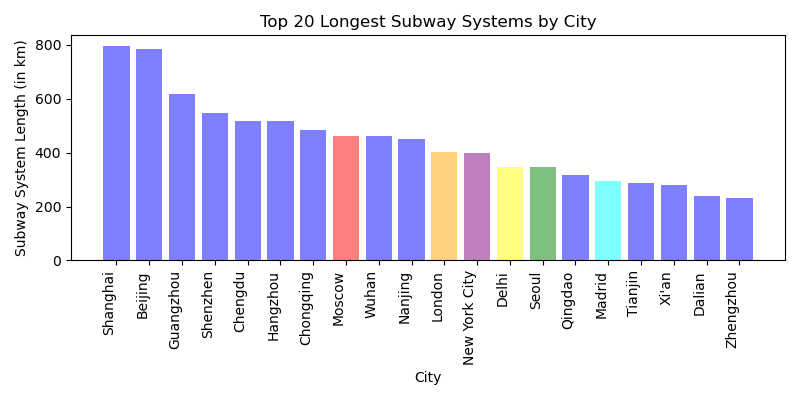 Top 20 Longest Subway Systems by City
Subway System Length (in km)
800
600
400
200
0
Shanghai
Beijing
Guangzhou
Shenzhen
Chengdu
Hangzhou
Chongqing
Moscow
Wuhan
Nanjing
London
New York City
Delhi
Seoul
Qingdao
Madrid
Tianjin
Xi'an
Dalian
Zhengzhou
City